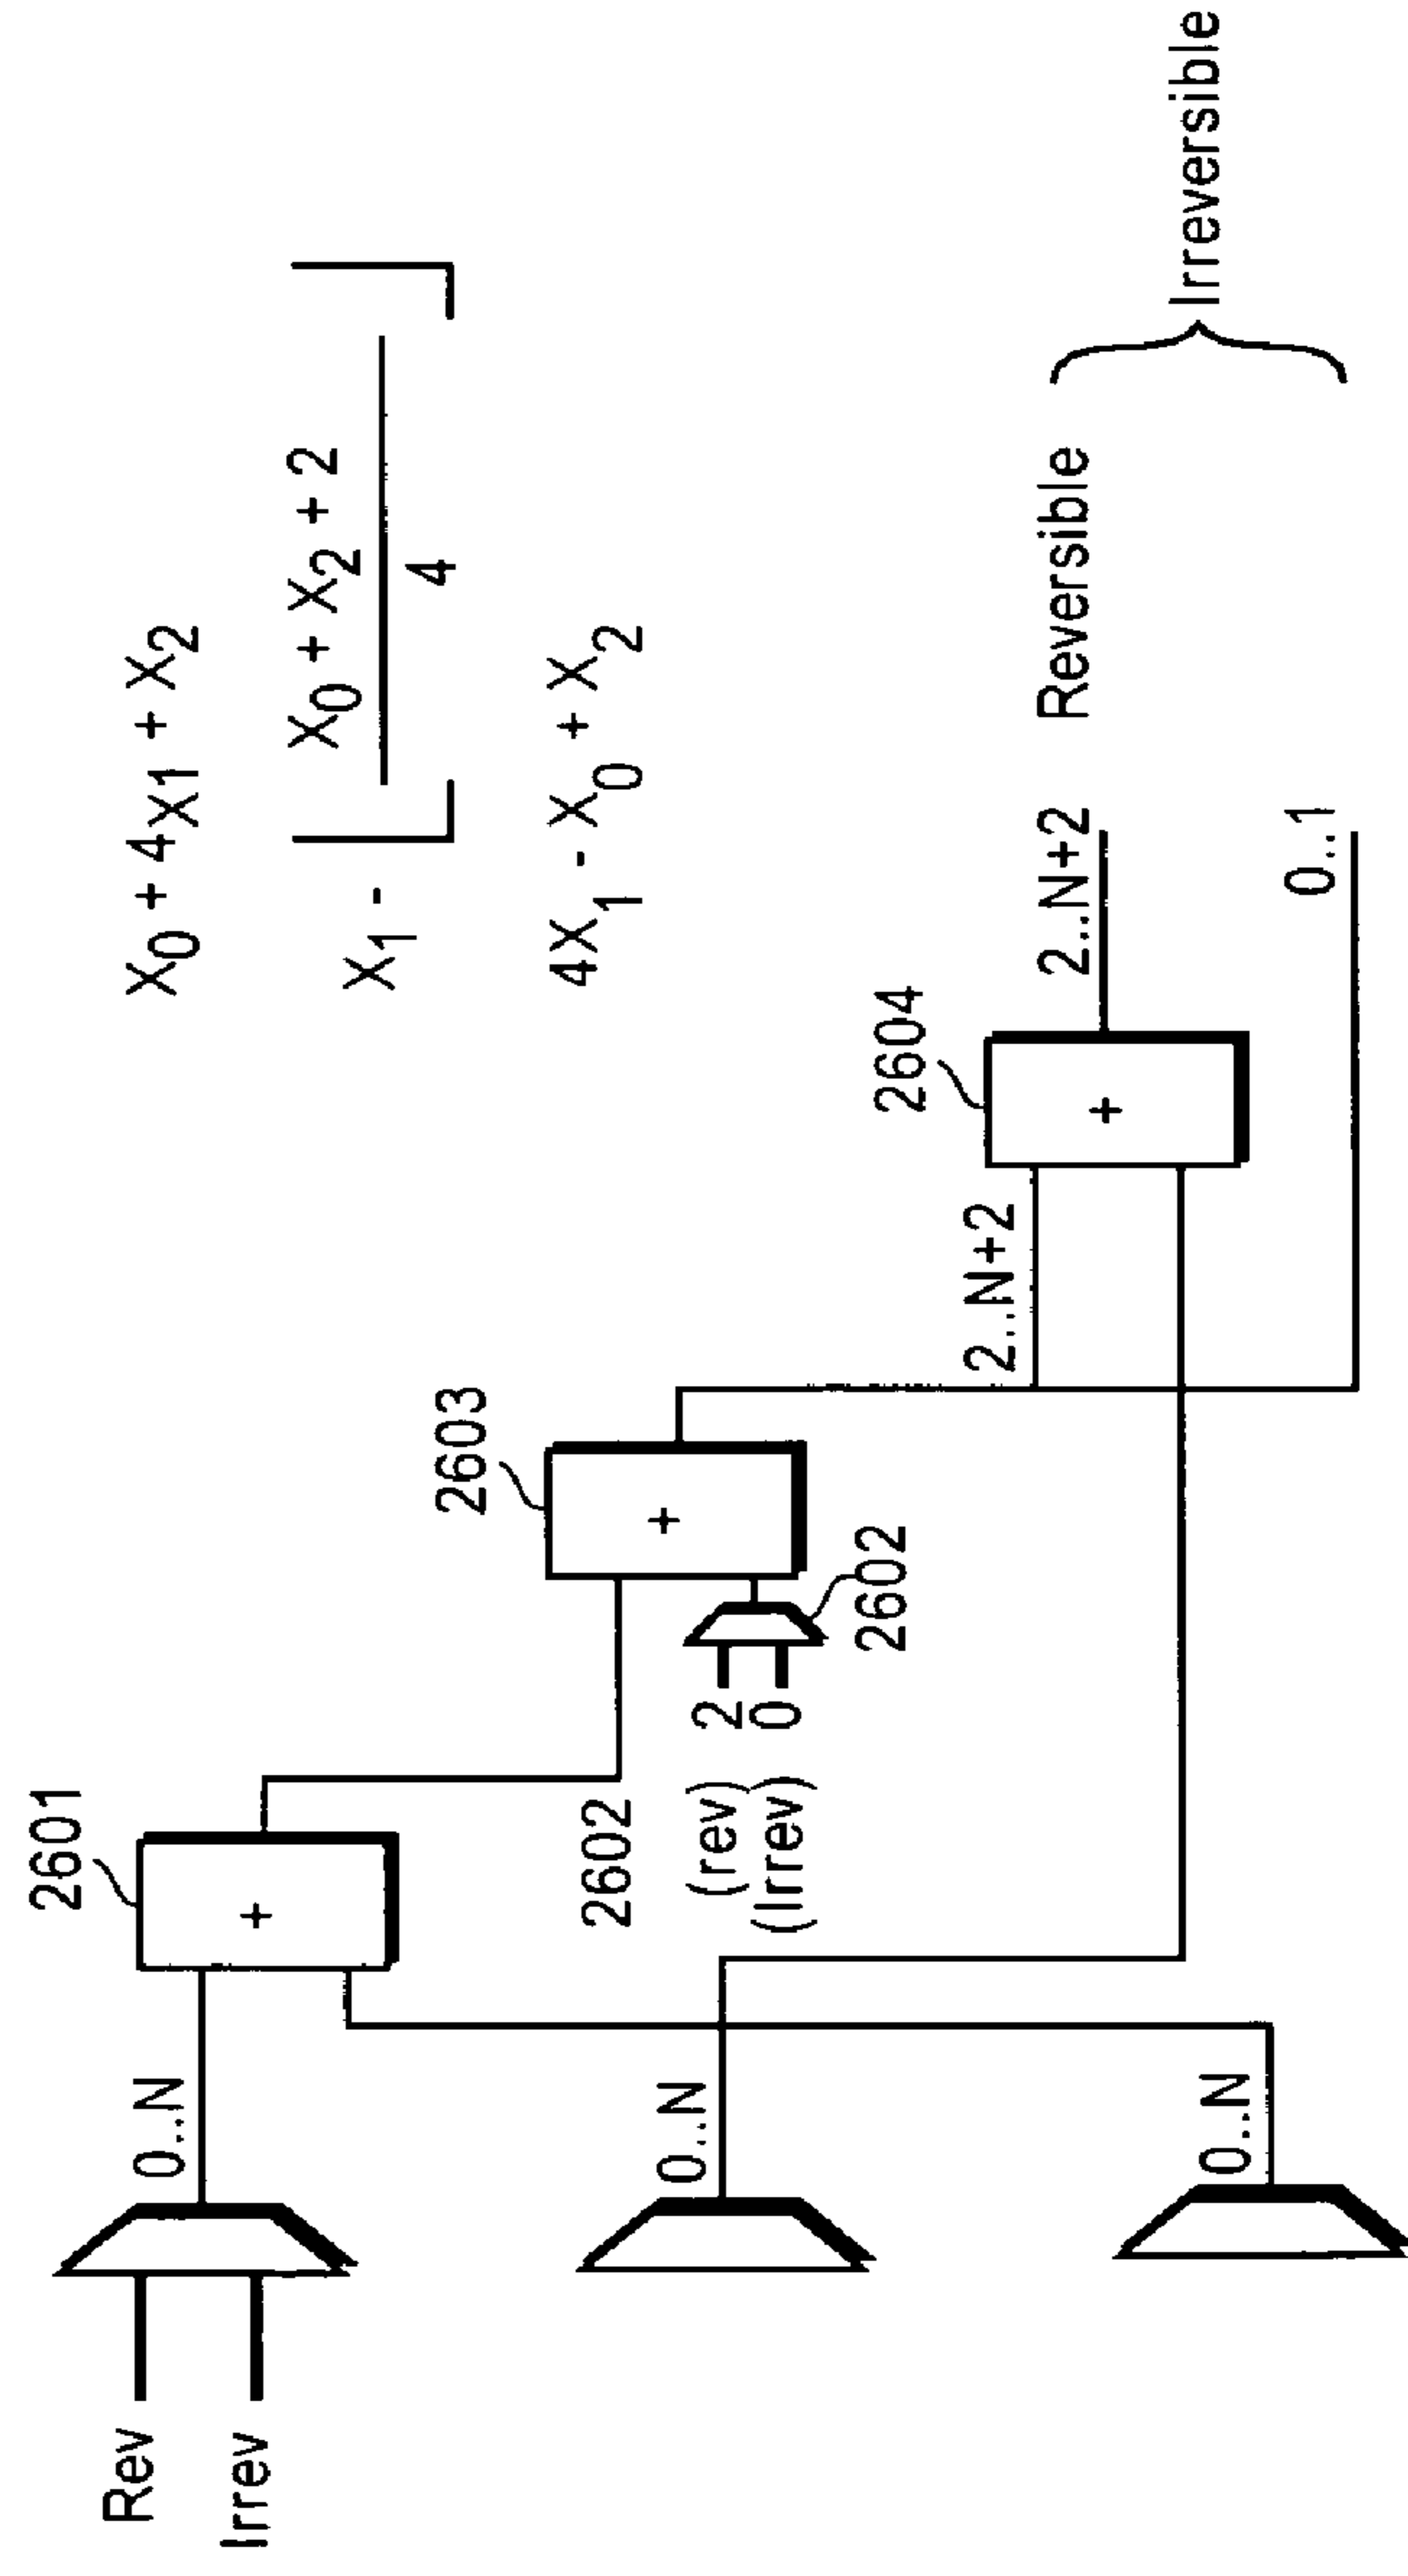 X0 + 4X1 + X2
X1 - ⌊ X0 + X2 + 2 / 4 ⌋
4X1 - X0 + X2
Rev
Irrev
0..N
2601
+
2602
2603
+
(rev) 2
(Irrev) 0
2602
0..N
2604
2..N+2
+
2..N+2
Reversible
0..N
0..1
Irreversible